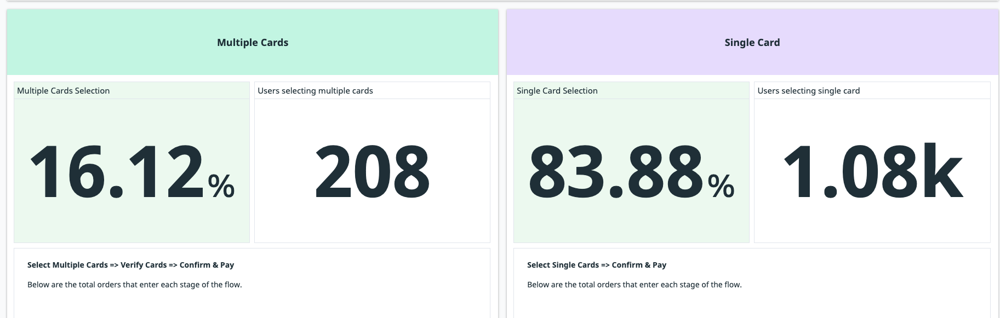 Multiple Cards
Multiple Cards Selection
Users selecting multiple cards
16.12%
208
Select Multiple Cards => Verify Cards => Confirm & Pay
Below are the total orders that enter each stage of the flow.
Single Card
Single Card Selection
Users selecting single card
83.88%
1.08k
Select Single Cards => Confirm & Pay
Below are the total orders that enter each stage of the flow.